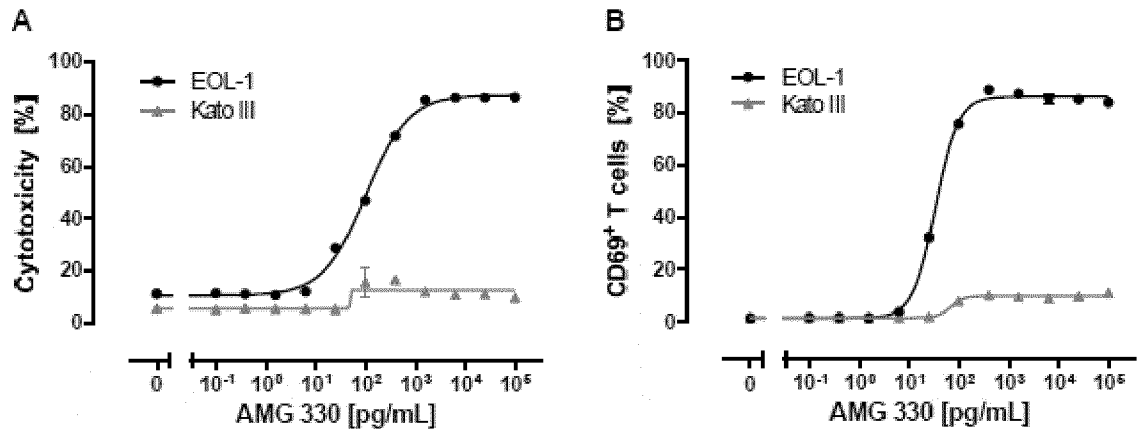 A
Cytotoxicity [%]
100
80
60
40
20
0
EOL-1
Kato III
0
10⁻¹
10⁰
10¹
10²
10³
10⁴
10⁵
AMG 330 [pg/mL]
B
CD69⁺ T cells [%]
100
80
60
40
20
0
EOL-1
Kato III
0
10⁻¹
10⁰
10¹
10²
10³
10⁴
10⁵
AMG 330 [pg/mL]